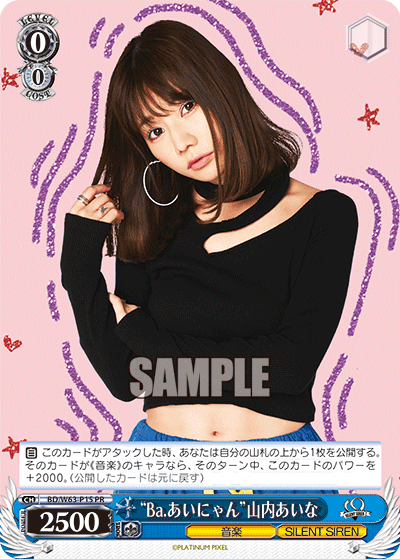 LEVEL
0
0
COST
SAMPLE
自 このカードがアタックした時、あなたは自分の山札の上から1枚を公開する。
そのカードが《音楽》のキャラなら、そのターン中、このカードのパワーを
+2000。(公開したカードは元に戻す)
CH BD/W63-P15 PR
2500
“Ba.あいにゃん”山内あいな
音楽
SILENT SIREN
©PLATINUM PIXEL